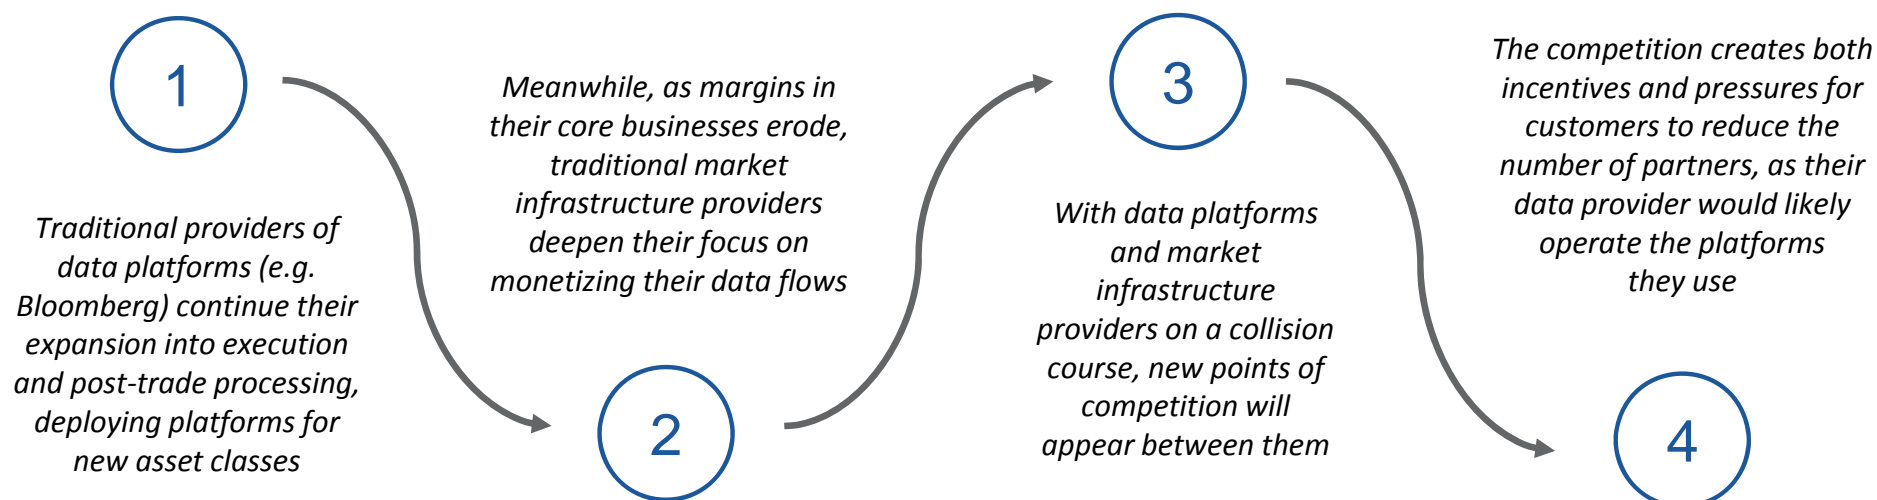 1
Traditional providers of
data platforms (e.g.
Bloomberg) continue their
expansion into execution
and post-trade processing,
deploying platforms for
new asset classes
Meanwhile, as margins in
their core businesses erode,
traditional market
infrastructure providers
deepen their focus on
monetizing their data flows
2
3
With data platforms
and market
infrastructure
providers on a collision
course, new points of
competition will
appear between them
The competition creates both
incentives and pressures for
customers to reduce the
number of partners, as their
data provider would likely
operate the platforms
they use
4